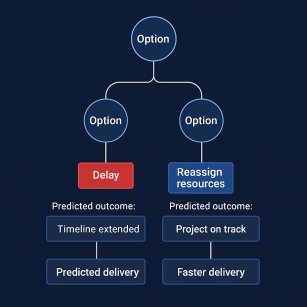 Option
Option
Option
Delay
Reassign
resources
Predicted outcome:
Predicted outcome:
Timeline extended
Project on track
Predicted delivery
Faster delivery